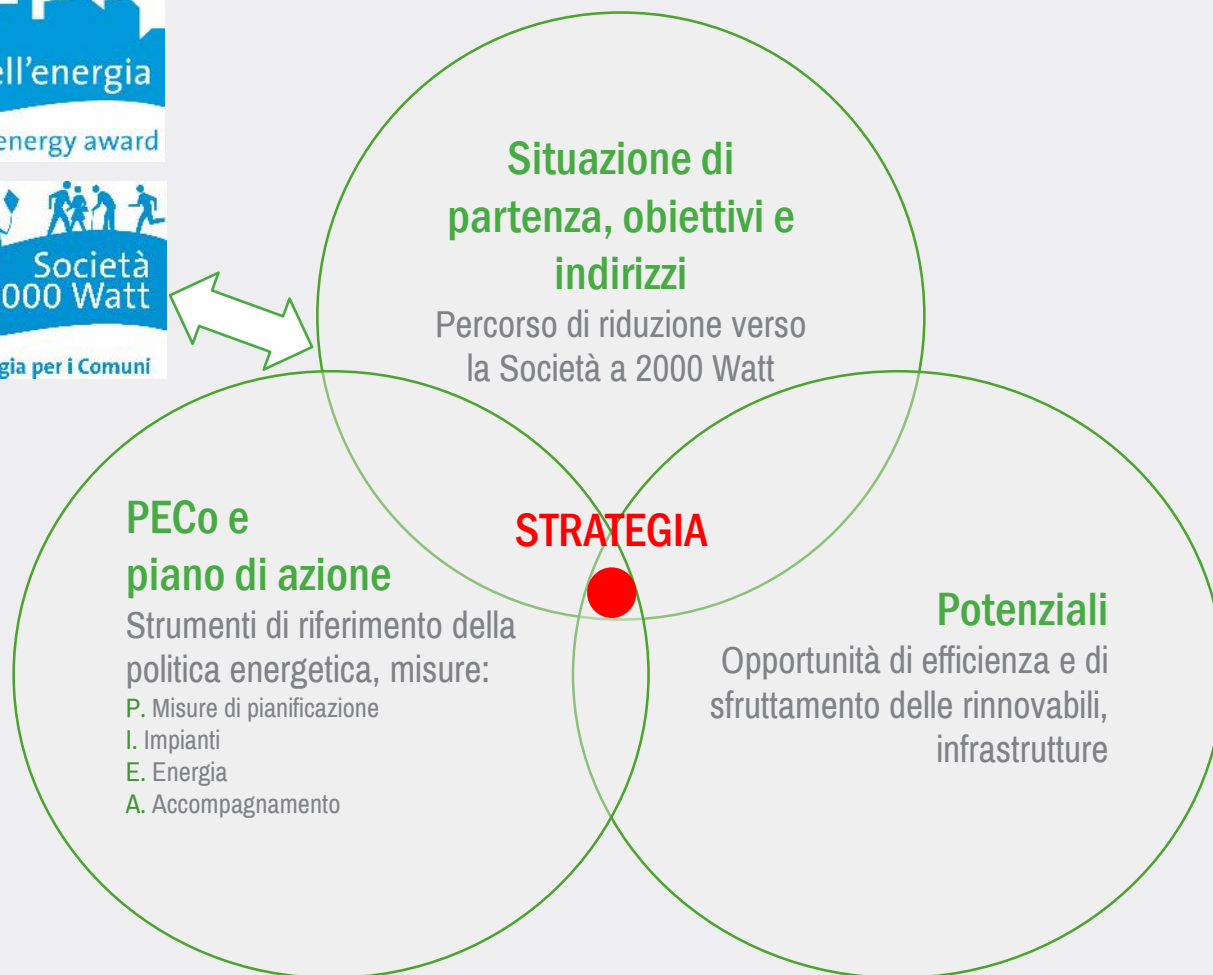 ell'energia
energy award
Società
000 Watt
gia per i Comuni
Situazione di
partenza, obiettivi e
indirizzi
Percorso di riduzione verso
la Società a 2000 Watt
PECo e
piano di azione
Strumenti di riferimento della
politica energetica, misure:
P. Misure di pianificazione
I. Impianti
E. Energia
A. Accompagnamento
STRATEGIA
Potenziali
Opportunità di efficienza e di
sfruttamento delle rinnovabili,
infrastrutture